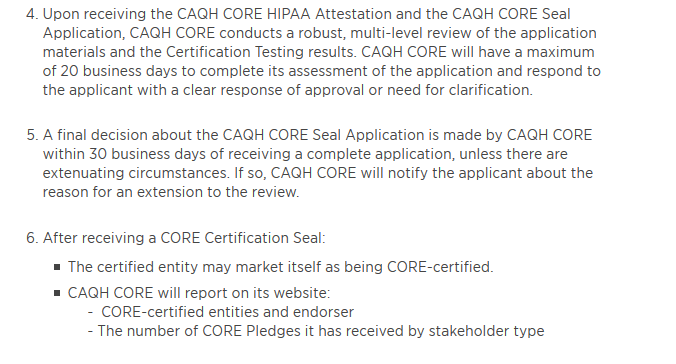 4. Upon receiving the CAQH CORE HIPAA Attestation and the CAQH CORE Seal
Application, CAQH CORE conducts a robust, multi-level review of the application
materials and the Certification Testing results. CAQH CORE will have a maximum
of 20 business days to complete its assessment of the application and respond to
the applicant with a clear response of approval or need for clarification.
5. A final decision about the CAQH CORE Seal Application is made by CAQH CORE
within 30 business days of receiving a complete application, unless there are
extenuating circumstances. If so, CAQH CORE will notify the applicant about the
reason for an extension to the review.
6. After receiving a CORE Certification Seal:
▪ The certified entity may market itself as being CORE-certified.
▪ CAQH CORE will report on its website:
- CORE-certified entities and endorser
- The number of CORE Pledges it has received by stakeholder type